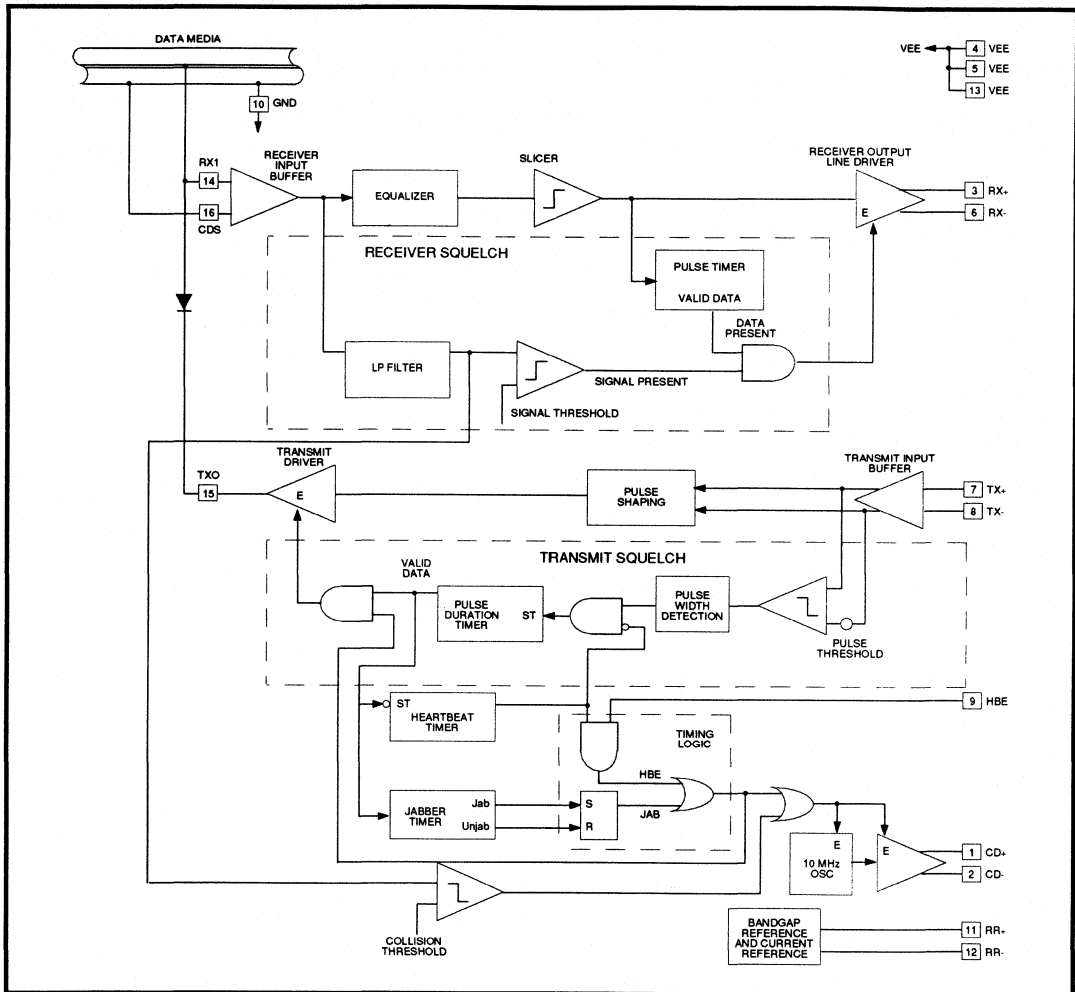 DATA MEDIA
VEE
4 VEE
5 VEE
13 VEE
10 GND
RX1
14
16
CDS
RECEIVER
INPUT
BUFFER
EQUALIZER
SLICER
RECEIVER OUTPUT
LINE DRIVER
E
3 RX+
6 RX-
RECEIVER SQUELCH
PULSE TIMER
VALID DATA
DATA
PRESENT
LP FILTER
SIGNAL PRESENT
SIGNAL THRESHOLD
TXO
15
TRANSMIT
DRIVER
E
PULSE
SHAPING
TRANSMIT INPUT
BUFFER
7 TX+
8 TX-
TRANSMIT SQUELCH
VALID
DATA
PULSE
DURATION
TIMER
ST
PULSE
WIDTH
DETECTION
PULSE
THRESHOLD
ST
HEARTBEAT
TIMER
9 HBE
TIMING
LOGIC
HBE
JABBER
TIMER
Jab
Unjab
S
R
JAB
E
10 MHz
OSC
E
1 CD+
2 CD-
COLLISION
THRESHOLD
BANDGAP
REFERENCE
AND CURRENT
REFERENCE
11 RR+
12 RR-